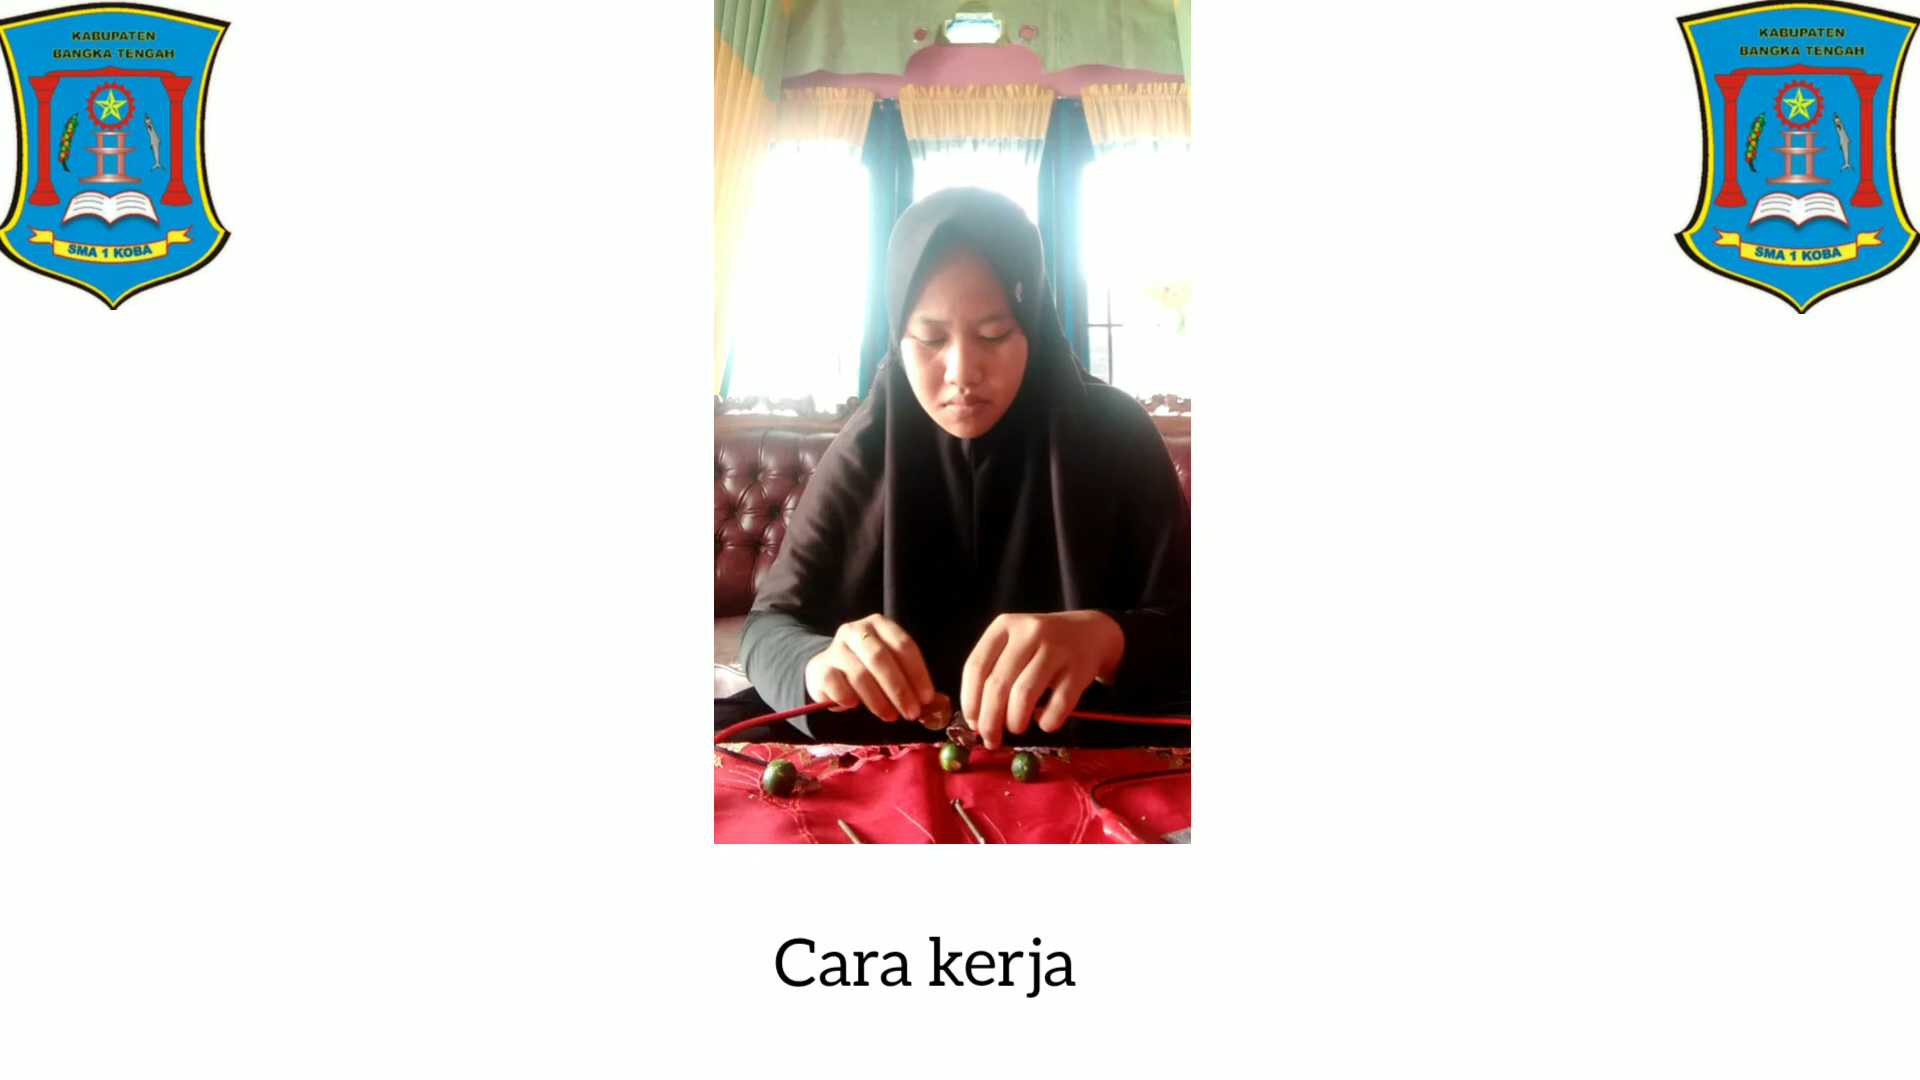 KABUPATEN
BANGKA TENGAH
SMA 1 KOBA
KABUPATEN
BANGKA TENGAH
SMA 1 KOBA
Cara kerja